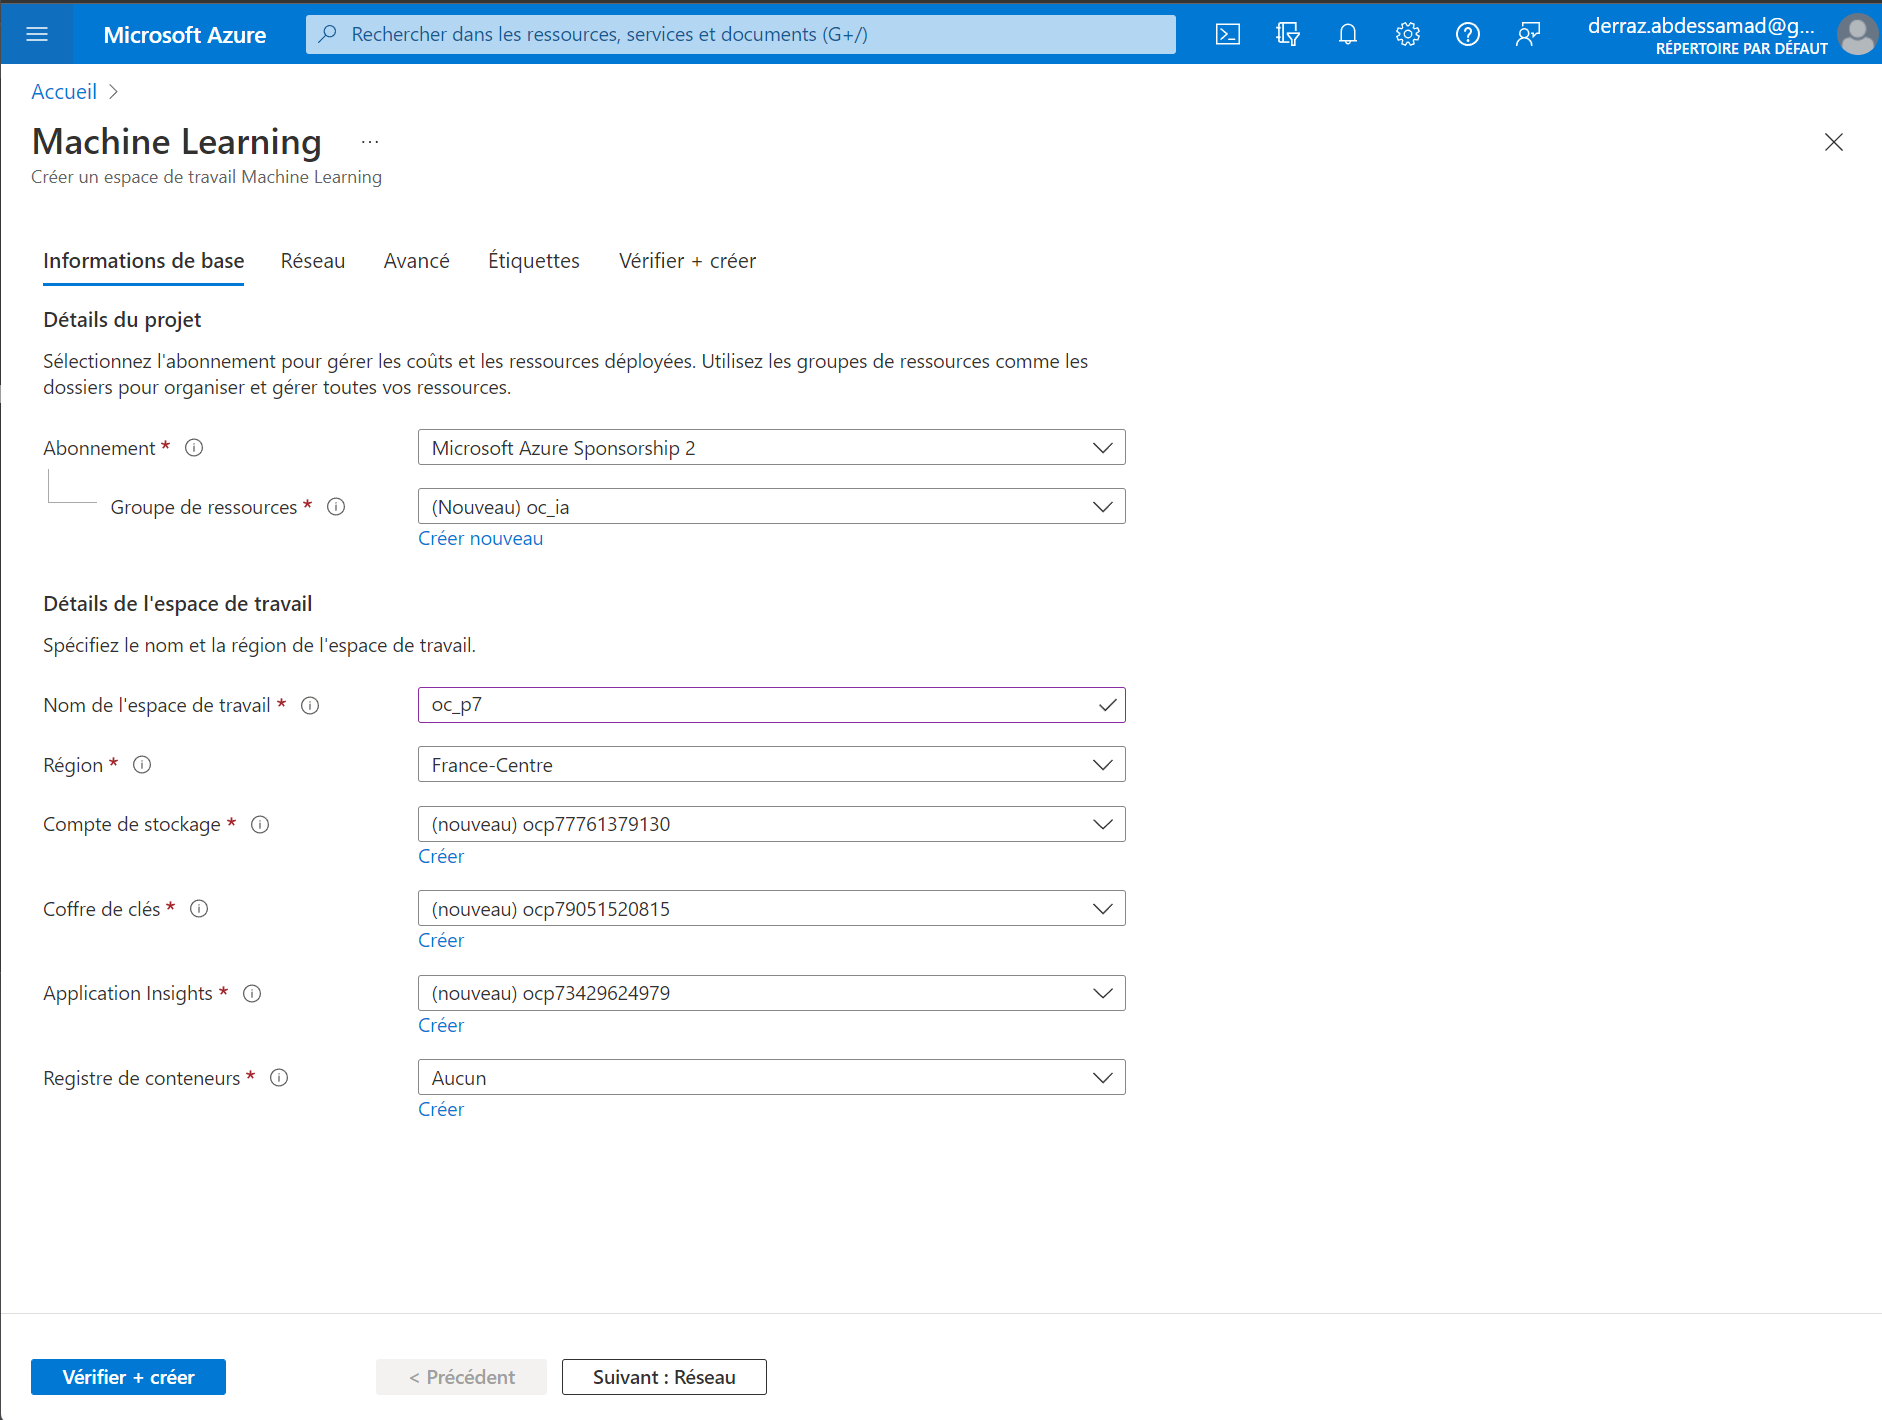 Microsoft Azure
Rechercher dans les ressources, services et documents (G+/)
derraz.abdessamad@g...
RÉPERTOIRE PAR DÉFAUT
Accueil
Machine Learning ...
Créer un espace de travail Machine Learning
Informations de base Réseau Avancé Étiquettes Vérifier + créer
Détails du projet
Sélectionnez l'abonnement pour gérer les coûts et les ressources déployées. Utilisez les groupes de ressources comme les
dossiers pour organiser et gérer toutes vos ressources.
Abonnement * Microsoft Azure Sponsorship 2
Groupe de ressources * (Nouveau) oc_ia
Créer nouveau
Détails de l'espace de travail
Spécifiez le nom et la région de l'espace de travail.
Nom de l'espace de travail * oc_p7
Région * France-Centre
Compte de stockage * (nouveau) ocp77761379130
Créer
Coffre de clés * (nouveau) ocp79051520815
Créer
Application Insights * (nouveau) ocp73429624979
Créer
Registre de conteneurs * Aucun
Créer
Vérifier + créer < Précédent Suivant : Réseau